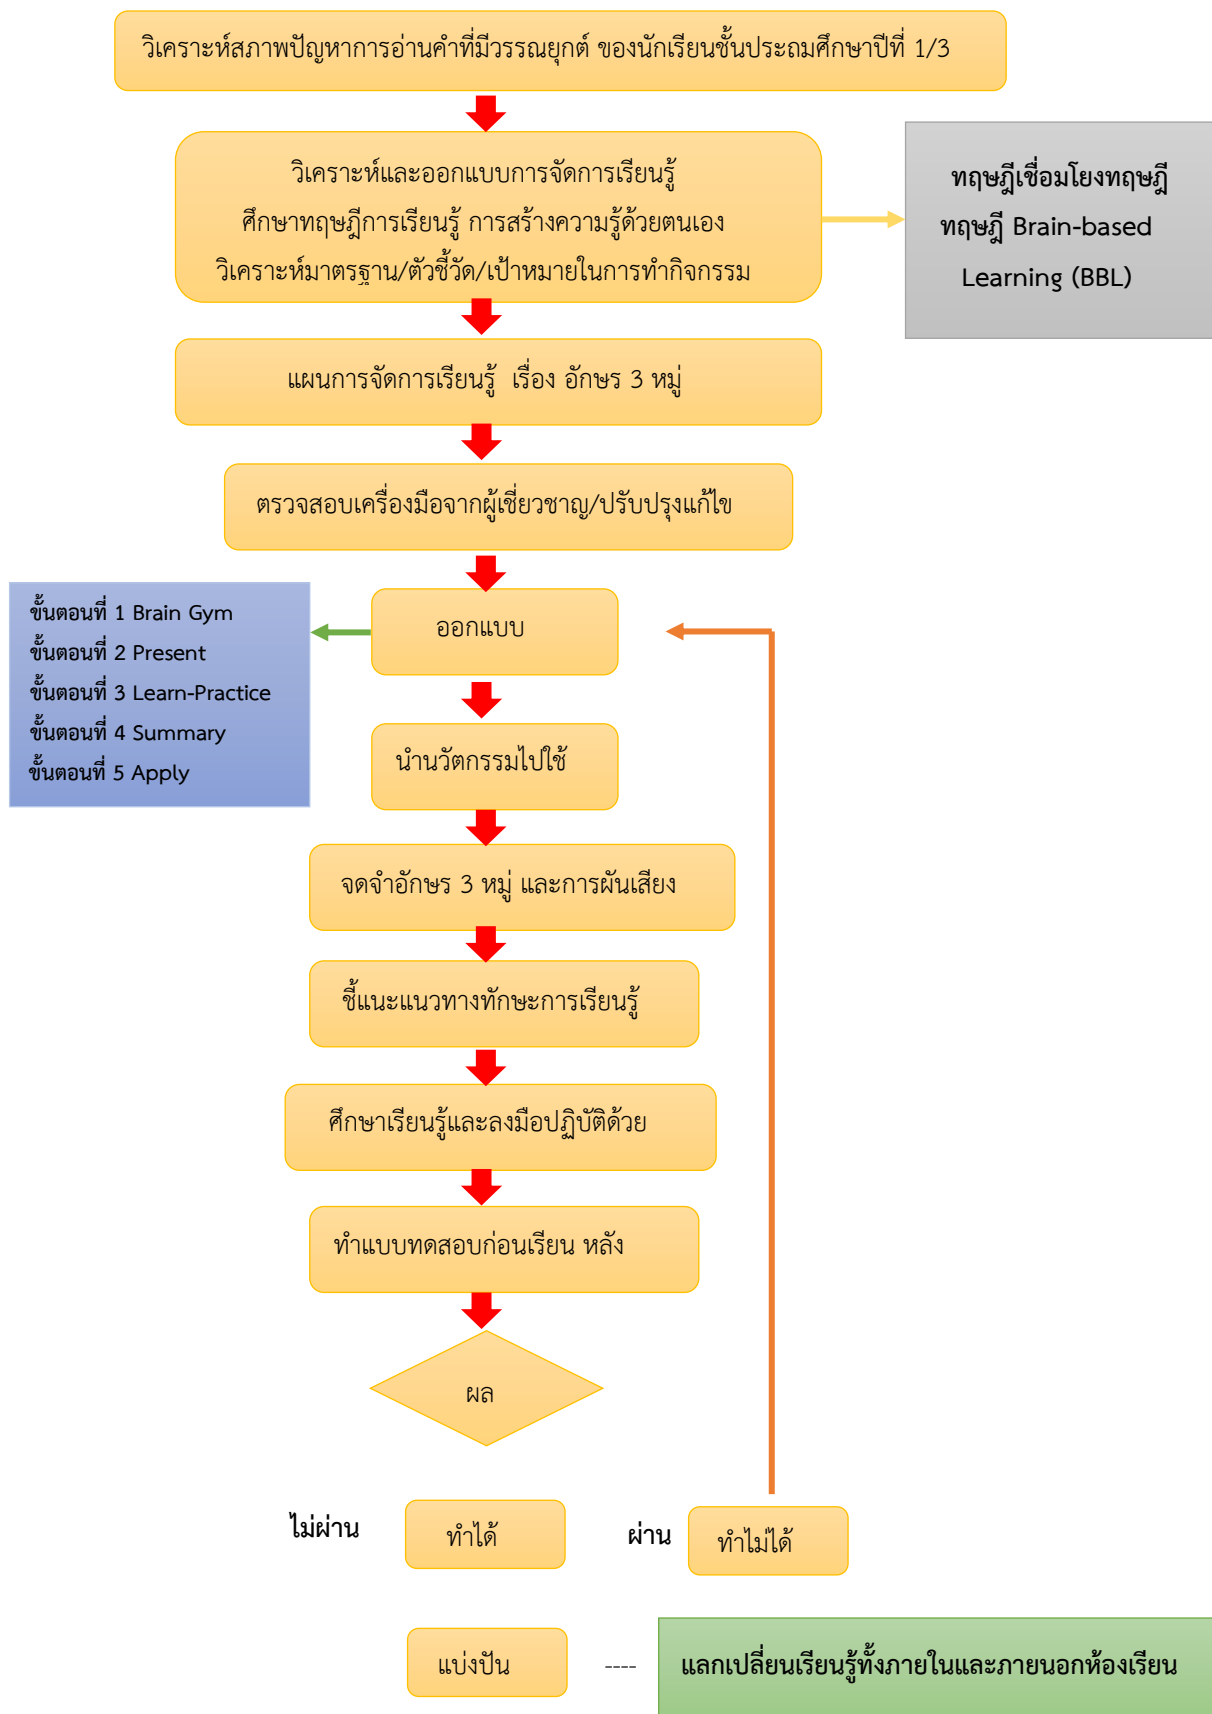 วิเคราะห์สภาพปัญหาการอ่านคำที่มีวรรณยุกต์ ของนักเรียนชั้นประถมศึกษาปีที่ 1/3
วิเคราะห์และออกแบบการจัดการเรียนรู้
ศึกษาทฤษฎีการเรียนรู้ การสร้างความรู้ด้วยตนเอง
วิเคราะห์มาตรฐาน/ตัวชี้วัด/เป้าหมายในการทำกิจกรรม
ทฤษฎีเชื่อมโยงทฤษฎี
ทฤษฎี Brain-based
Learning (BBL)
แผนการจัดการเรียนรู้ เรื่อง อักษร 3 หมู่
ตรวจสอบเครื่องมือจากผู้เชี่ยวชาญ/ปรับปรุงแก้ไข
ออกแบบ
ขั้นตอนที่ 1 Brain Gym
ขั้นตอนที่ 2 Present
ขั้นตอนที่ 3 Learn-Practice
ขั้นตอนที่ 4 Summary
ขั้นตอนที่ 5 Apply
นำนวัตกรรมไปใช้
จดจำอักษร 3 หมู่ และการผันเสียง
ชี้แนะแนวทางทักษะการเรียนรู้
ศึกษาเรียนรู้และลงมือปฏิบัติด้วย
ทำแบบทดสอบก่อนเรียน หลัง
ผล
ไม่ผ่าน
ทำได้
ผ่าน
ทำไม่ได้
แบ่งปัน
----
แลกเปลี่ยนเรียนรู้ทั้งภายในและภายนอกห้องเรียน